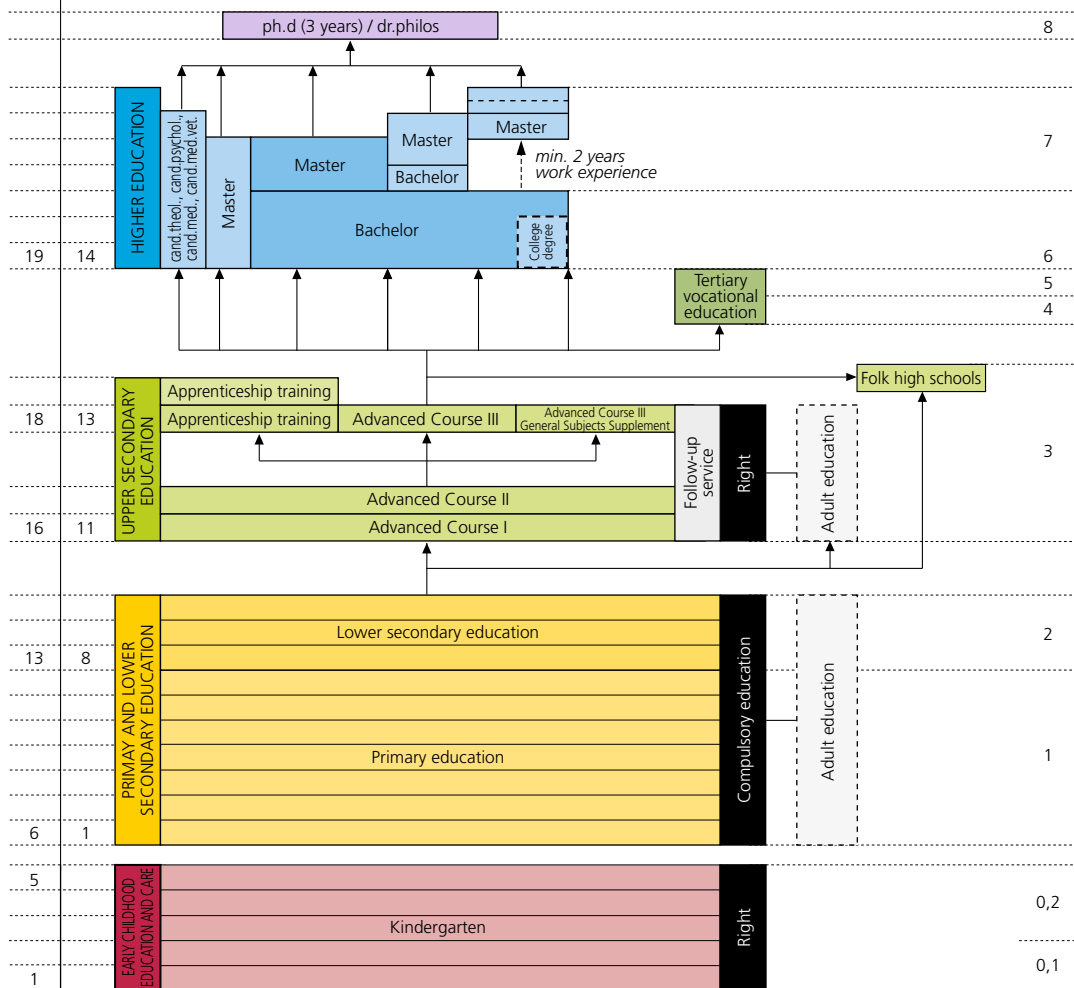 ph.d (3 years) / dr.philos
8
HIGHER EDUCATION
cand.theol., cand.psychol.,
cand.med., cand.med.vet.
Master
Master
Master
Bachelor
Master
min. 2 years
work experience
7
Bachelor
College
degree
19
14
6
Tertiary
vocational
education
5
4
Folk high schools
UPPER SECONDARY
EDUCATION
Apprenticeship training
18
13
Apprenticeship training
Advanced Course III
Advanced Course III
General Subjects Supplement
Follow-up
service
Right
Adult education
3
Advanced Course II
16
11
Advanced Course I
PRIMAY AND LOWER
SECONDARY EDUCATION
Lower secondary education
2
13
8
Compulsory education
Adult education
Primary education
1
6
1
EARLY CHILDHOOD
EDUCATION AND CARE
5
0,2
Kindergarten
Right
0,1
1